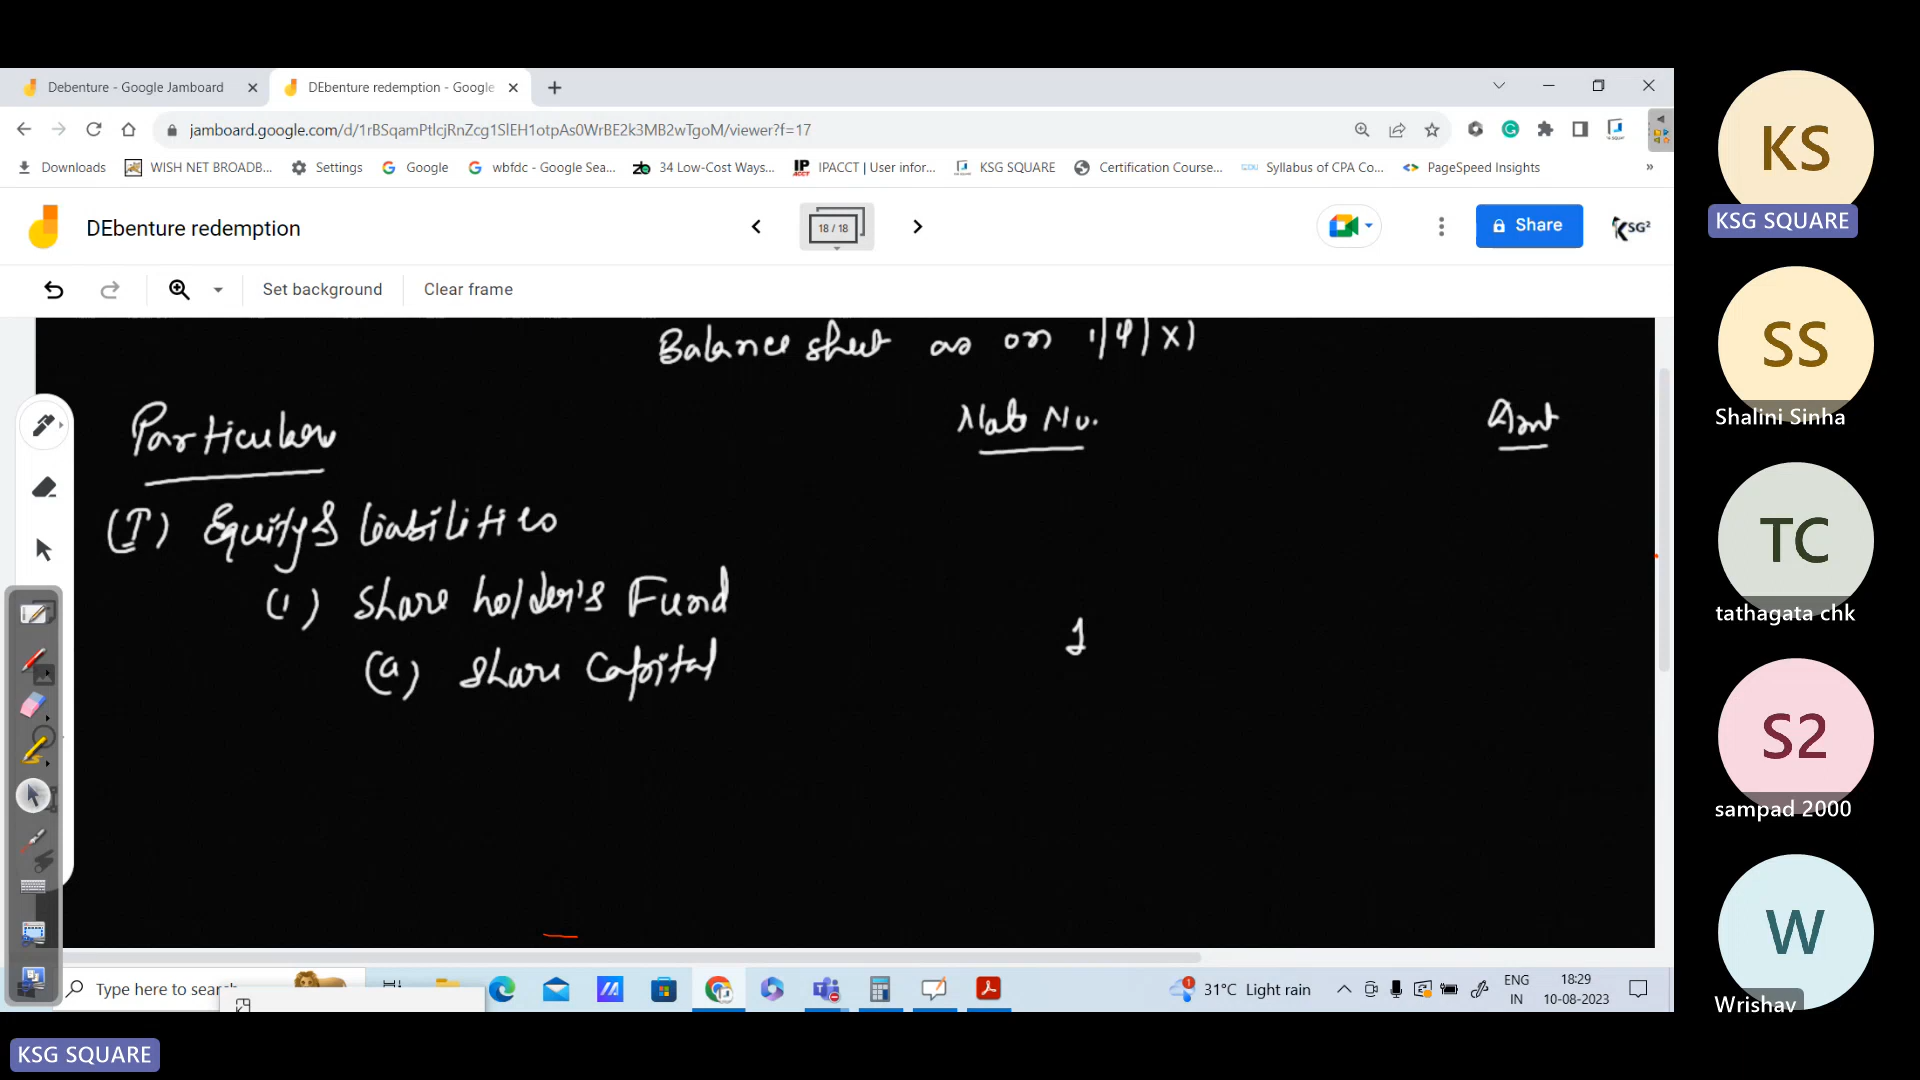 Debenture - Google Jamboard
DEbenture redemption - Google
jamboard.google.com/d/1rBSqamPtlcjRnZcg1SlEH1otpAs0WrBE2k3MB2wTgoM/viewer?f=17
Downloads WISH NET BROADB... Settings Google wbfdc - Google Sea... 34 Low-Cost Ways... IPACCT | User infor... KSG SQUARE Certification Course... Syllabus of CPA Co... PageSpeed Insights »
DEbenture redemption
18 / 18
Share
KSG²
Set background Clear frame
Balance sheet as on 1/4/X1
Particulars Note No. Amt
(I) Equity & liabilities
(1) Share holder's Fund
(a) Share Capital 1
Type here to search
31°C Light rain
ENG
IN
18:29
10-08-2023
KSG SQUARE
KS
KSG SQUARE
SS
Shalini Sinha
TC
tathagata chk
S2
sampad 2000
W
Wrishav